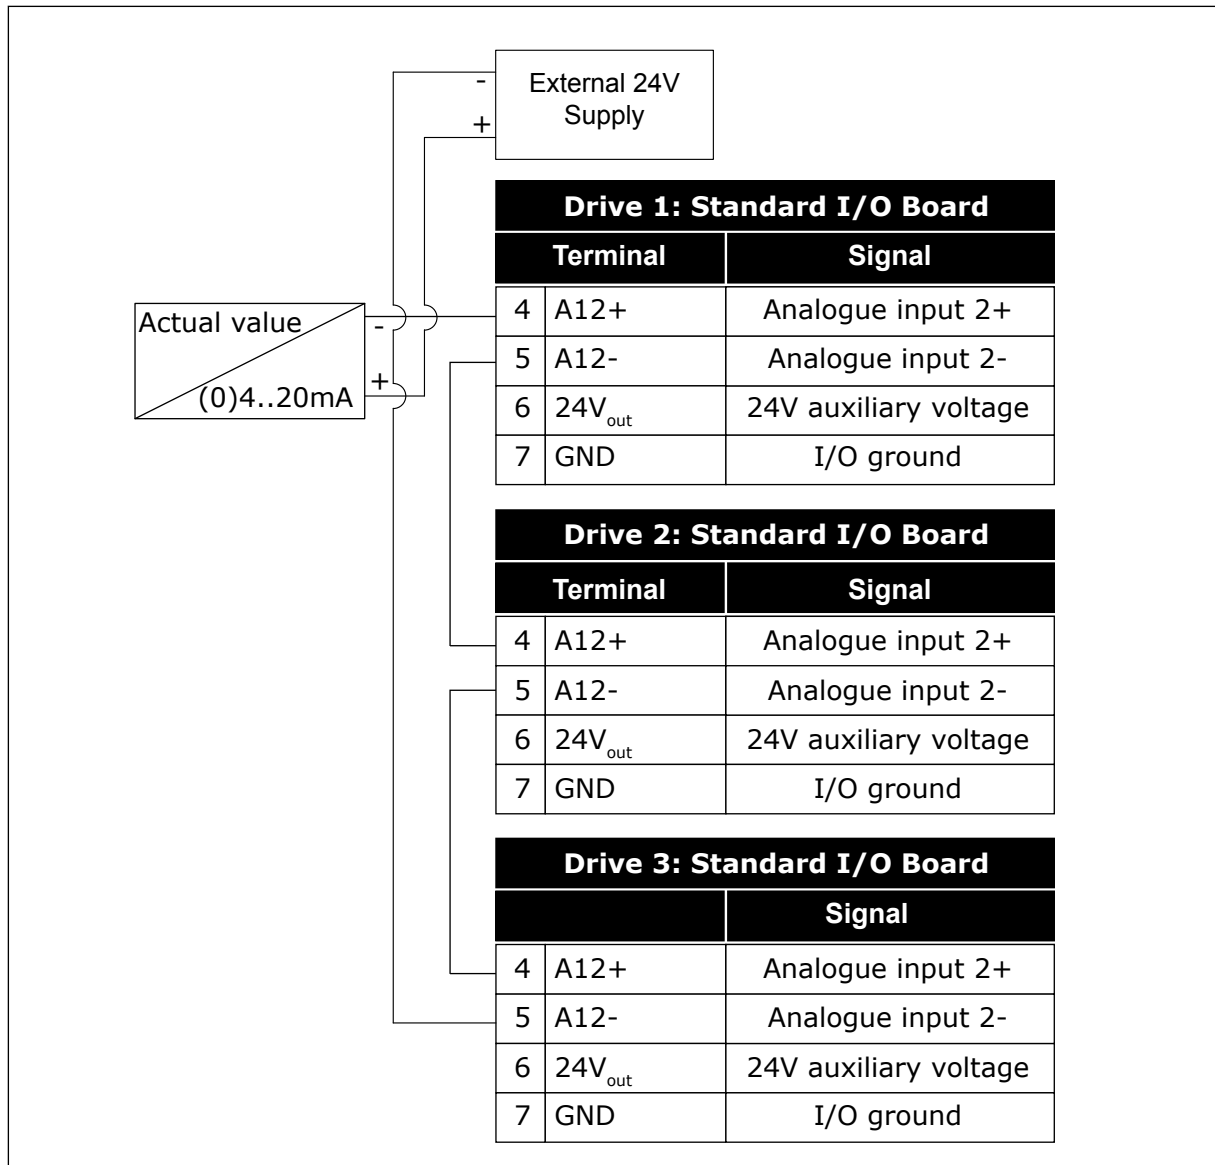 -
External 24V
Supply
+
Drive 1: Standard I/O Board
Terminal Signal
Actual value
-
+
(0)4..20mA
4 A12+ Analogue input 2+
5 A12- Analogue input 2-
6 24Vout 24V auxiliary voltage
7 GND I/O ground
Drive 2: Standard I/O Board
Terminal Signal
4 A12+ Analogue input 2+
5 A12- Analogue input 2-
6 24Vout 24V auxiliary voltage
7 GND I/O ground
Drive 3: Standard I/O Board
Signal
4 A12+ Analogue input 2+
5 A12- Analogue input 2-
6 24Vout 24V auxiliary voltage
7 GND I/O ground